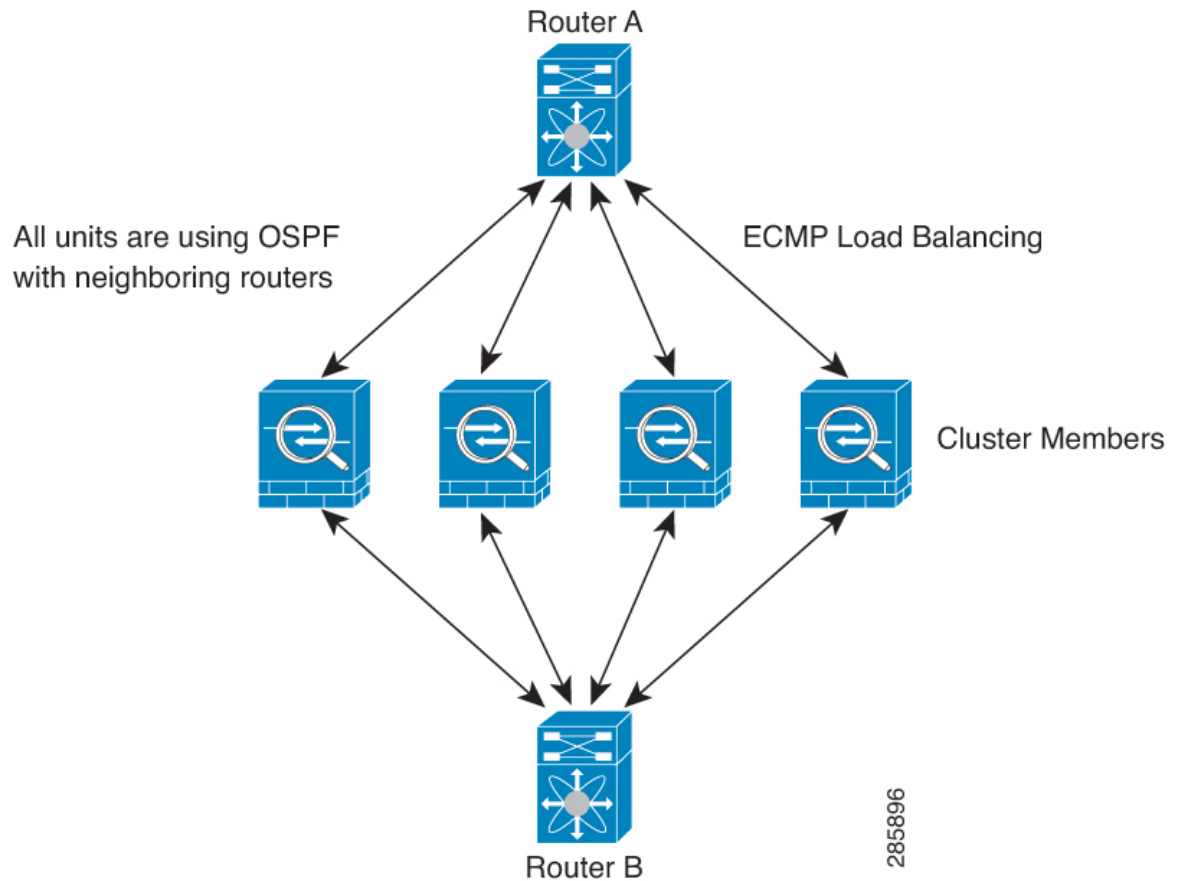 Router A
All units are using OSPF
with neighboring routers
ECMP Load Balancing
Cluster Members
Router B
285896